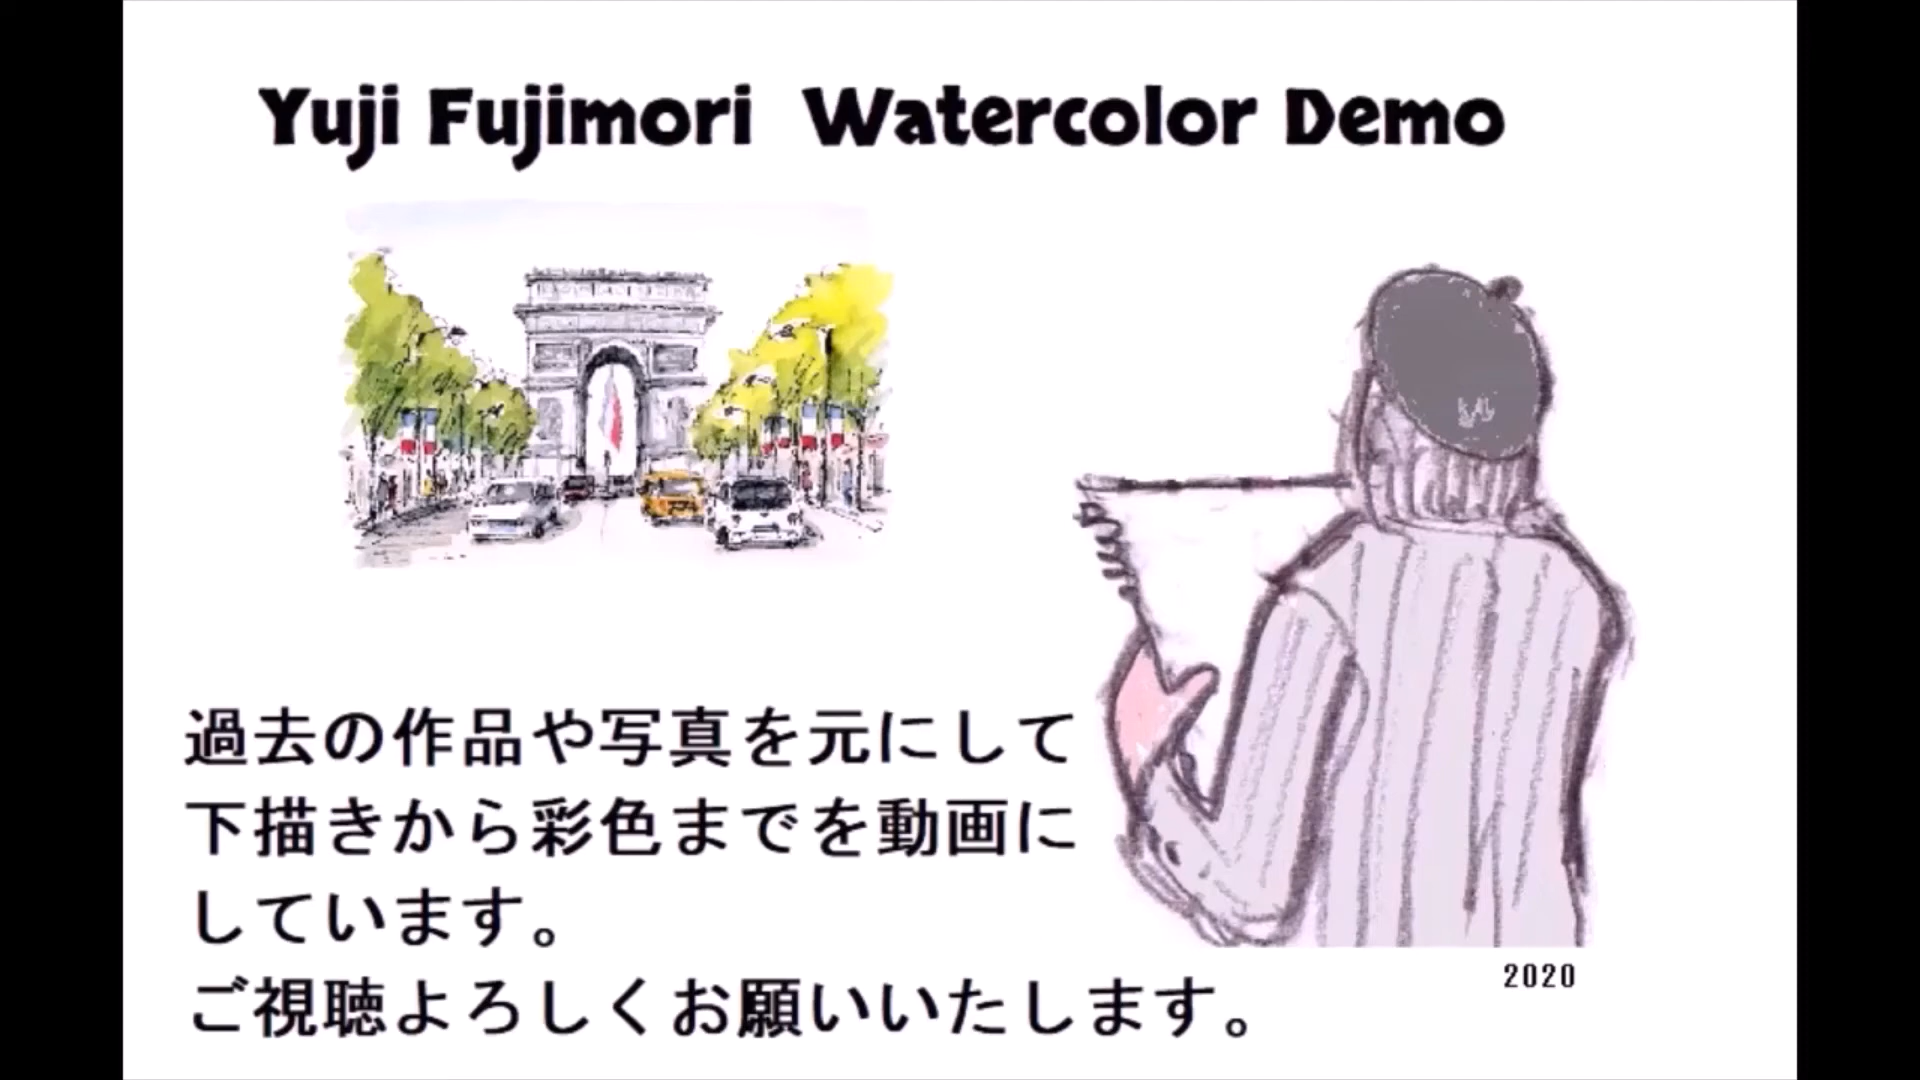 Yuji Fujimori Watercolor Demo
過去の作品や写真を元にして
下描きから彩色までを動画に
しています。
ご視聴よろしくお願いいたします。
2020